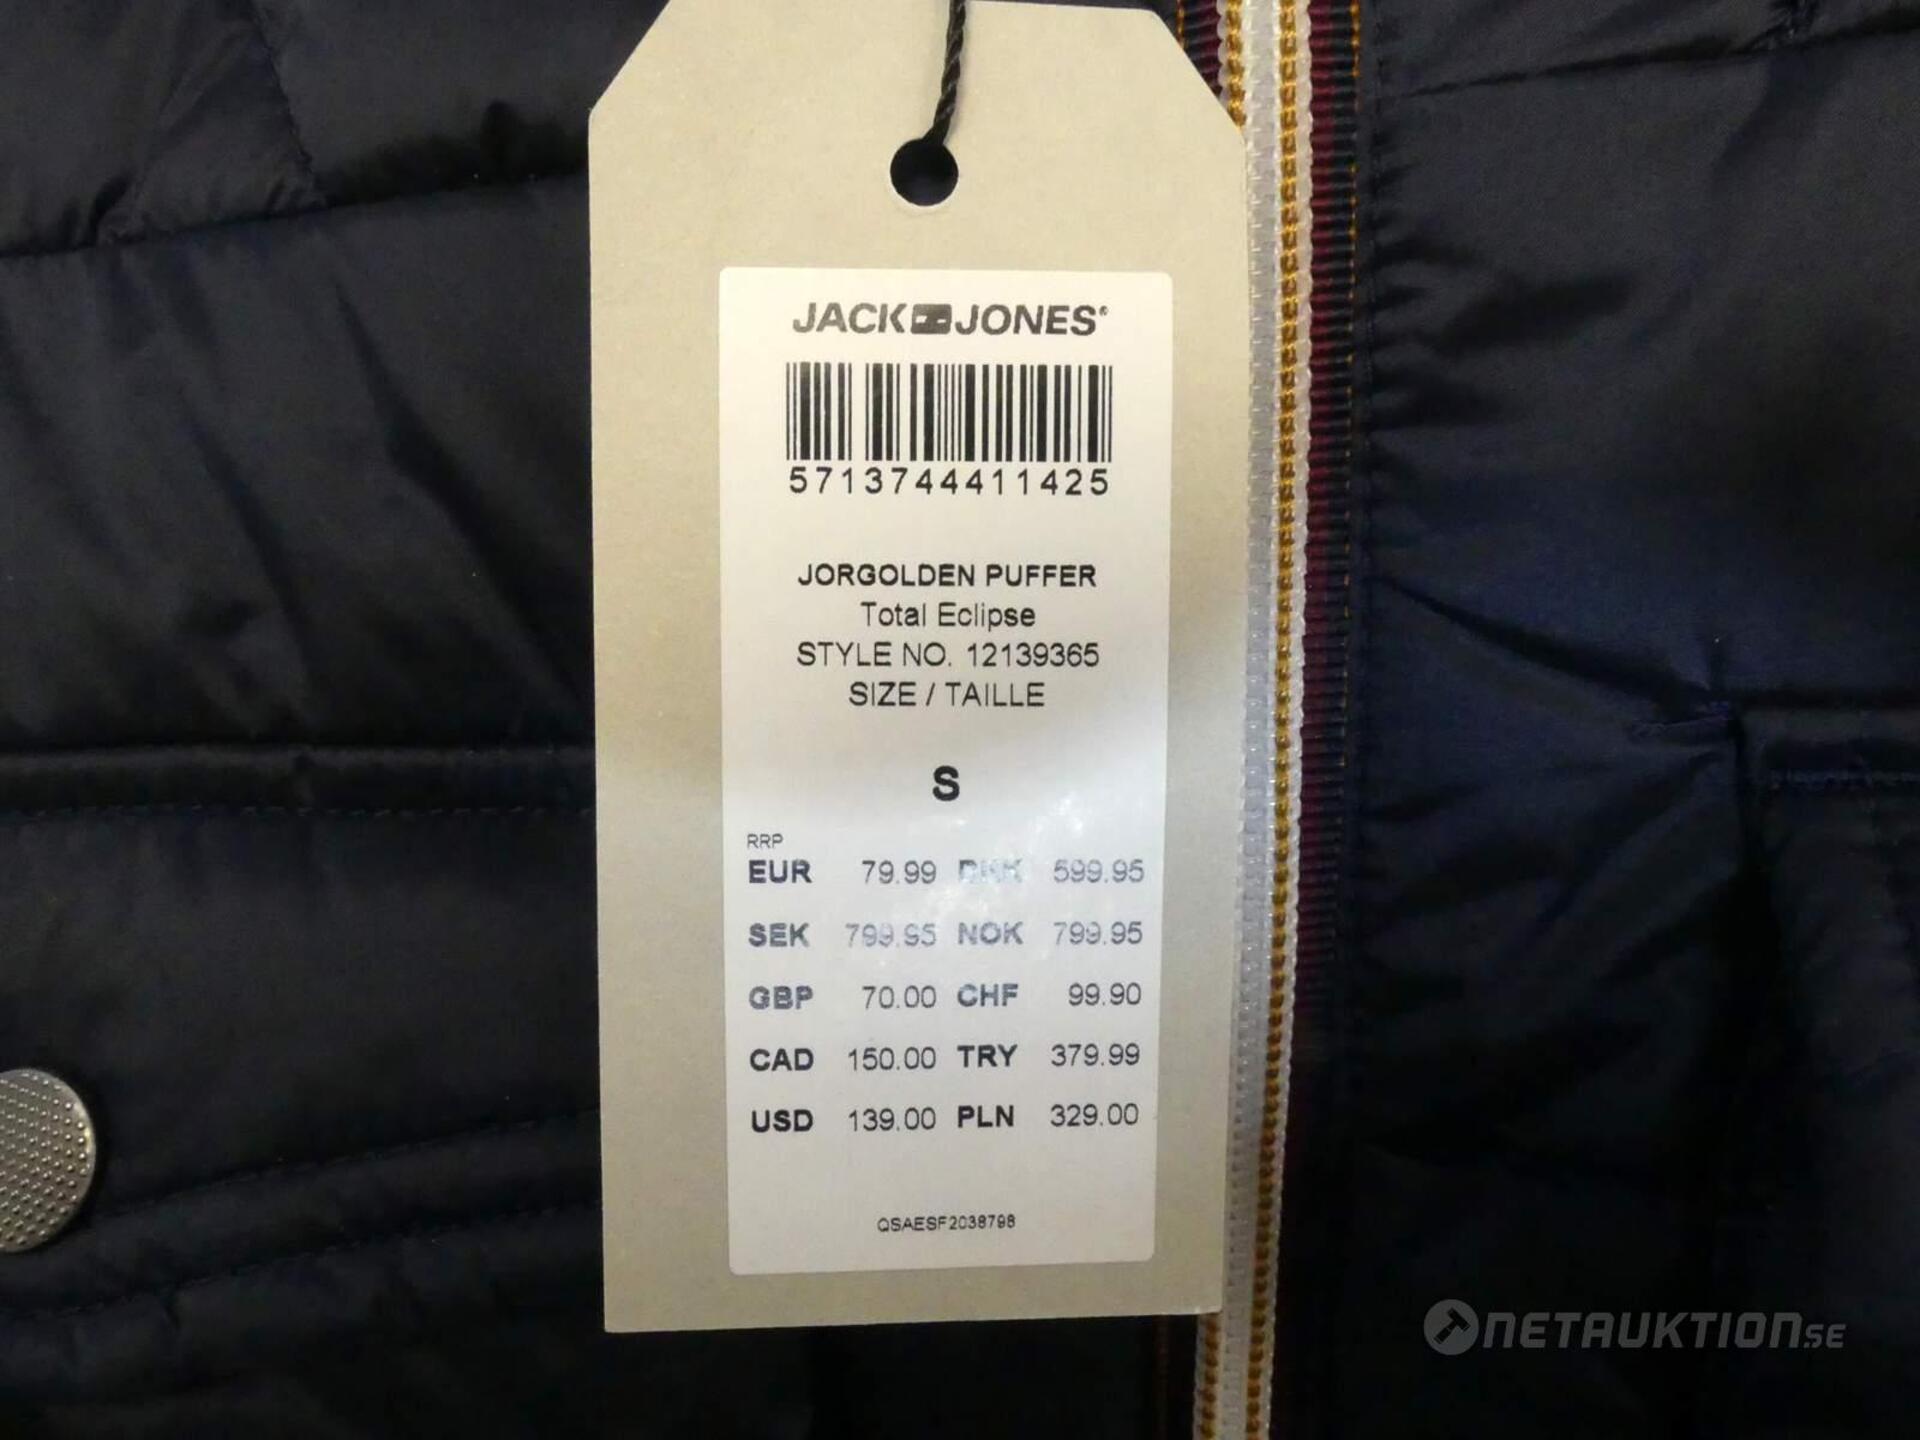 JACK JONES®
5713744411425
JORGOLDEN PUFFER
Total Eclipse
STYLE NO. 12139365
SIZE / TAILLE
S
RRP
EUR 79.99 DKK 599.95
SEK 799.95 NOK 799.95
GBP 70.00 CHF 99.90
CAD 150.00 TRY 379.99
USD 139.00 PLN 329.00
QSAESF2038798
NETAUKTION.SE